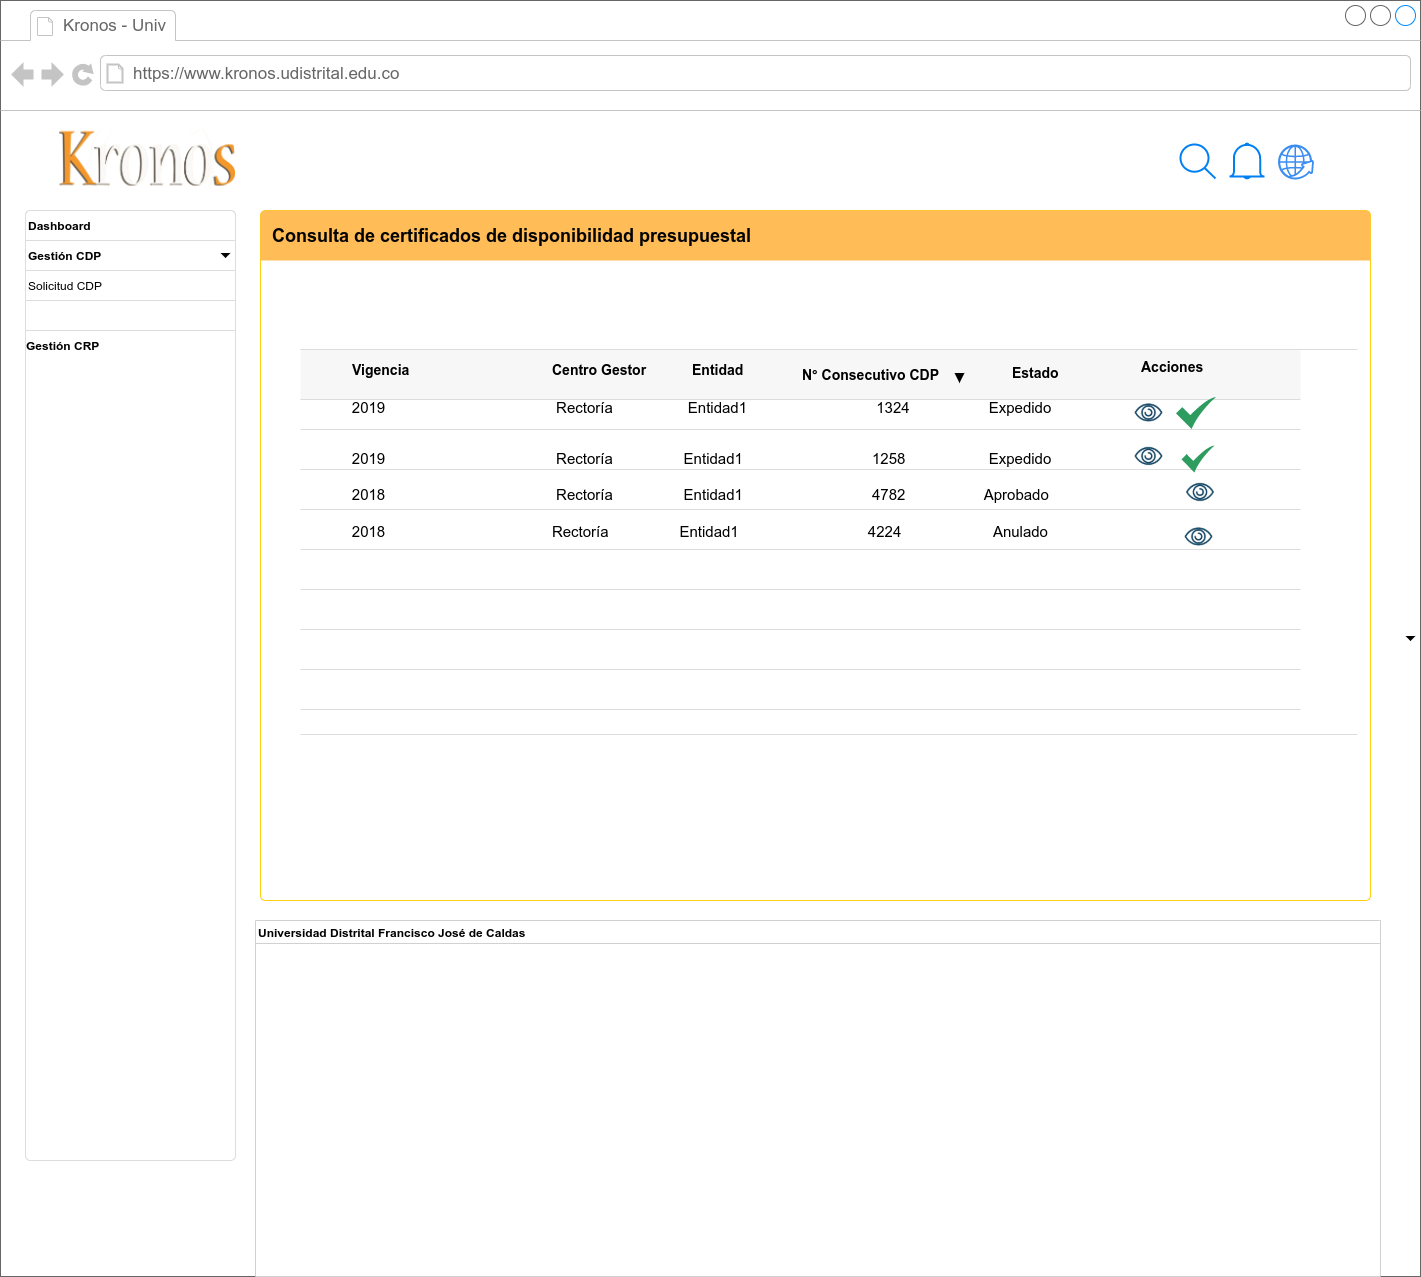 Kronos - Univ
https://www.kronos.udistrital.edu.co
Kronos
Dashboard
Gestión CDP
Solicitud CDP
Gestión CRP
Consulta de certificados de disponibilidad presupuestal
Vigencia Centro Gestor Entidad N° Consecutivo CDP Estado Acciones
2019 Rectoría Entidad1 1324 Expedido
2019 Rectoría Entidad1 1258 Expedido
2018 Rectoría Entidad1 4782 Aprobado
2018 Rectoría Entidad1 4224 Anulado
Universidad Distrital Francisco José de Caldas